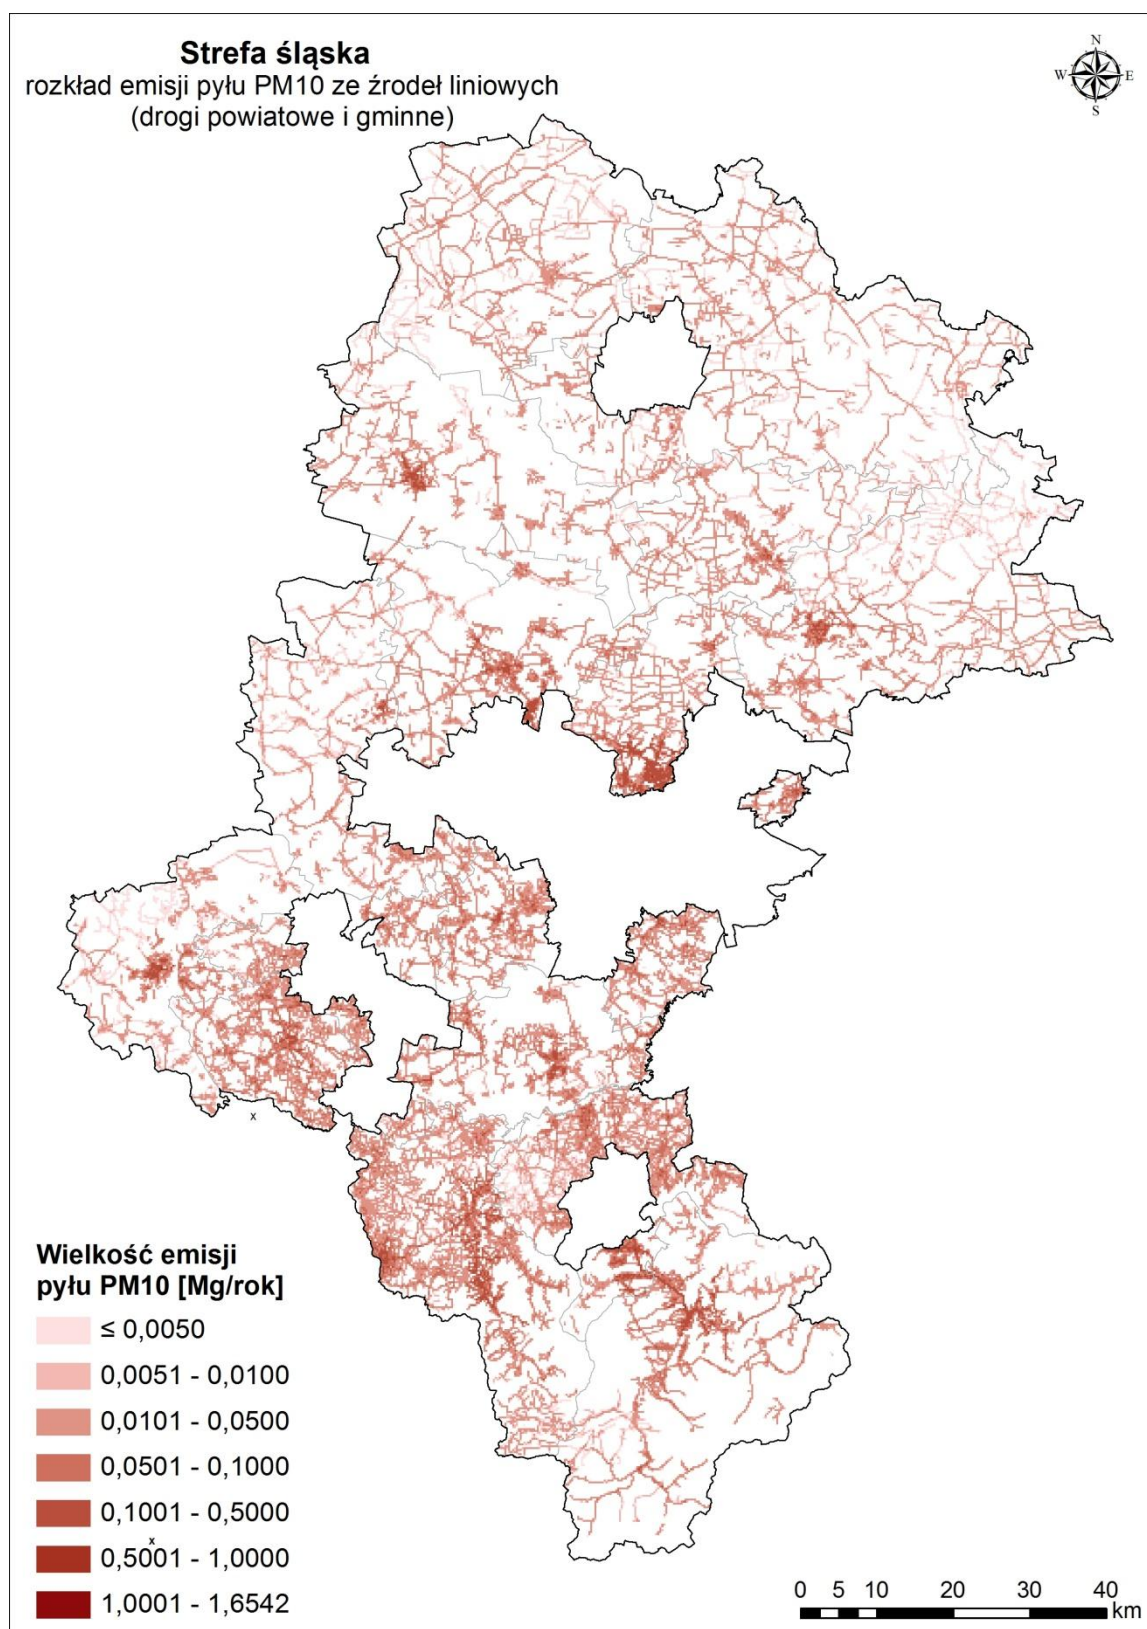 Strefa śląska
rozkład emisji pyłu PM10 ze źrodeł liniowych
(drogi powiatowe i gminne)
N
W E
S
x
Wielkość emisji
pyłu PM10 [Mg/rok]
≤ 0,0050
0,0051 - 0,0100
0,0101 - 0,0500
0,0501 - 0,1000
0,1001 - 0,5000
x
0,5001 - 1,0000
1,0001 - 1,6542
0 5 10 20 30 40
km